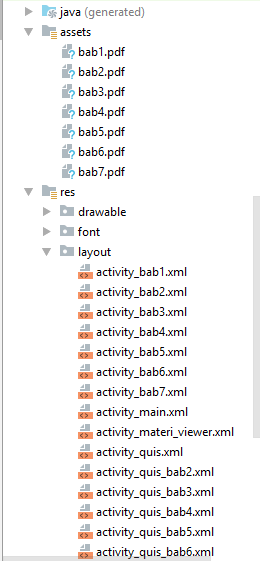 java (generated)
assets
bab1.pdf
bab2.pdf
bab3.pdf
bab4.pdf
bab5.pdf
bab6.pdf
bab7.pdf
res
drawable
font
layout
activity_bab1.xml
activity_bab2.xml
activity_bab3.xml
activity_bab4.xml
activity_bab5.xml
activity_bab6.xml
activity_bab7.xml
activity_main.xml
activity_materi_viewer.xml
activity_quis.xml
activity_quis_bab2.xml
activity_quis_bab3.xml
activity_quis_bab4.xml
activity_quis_bab5.xml
activity_quis_bab6.xml